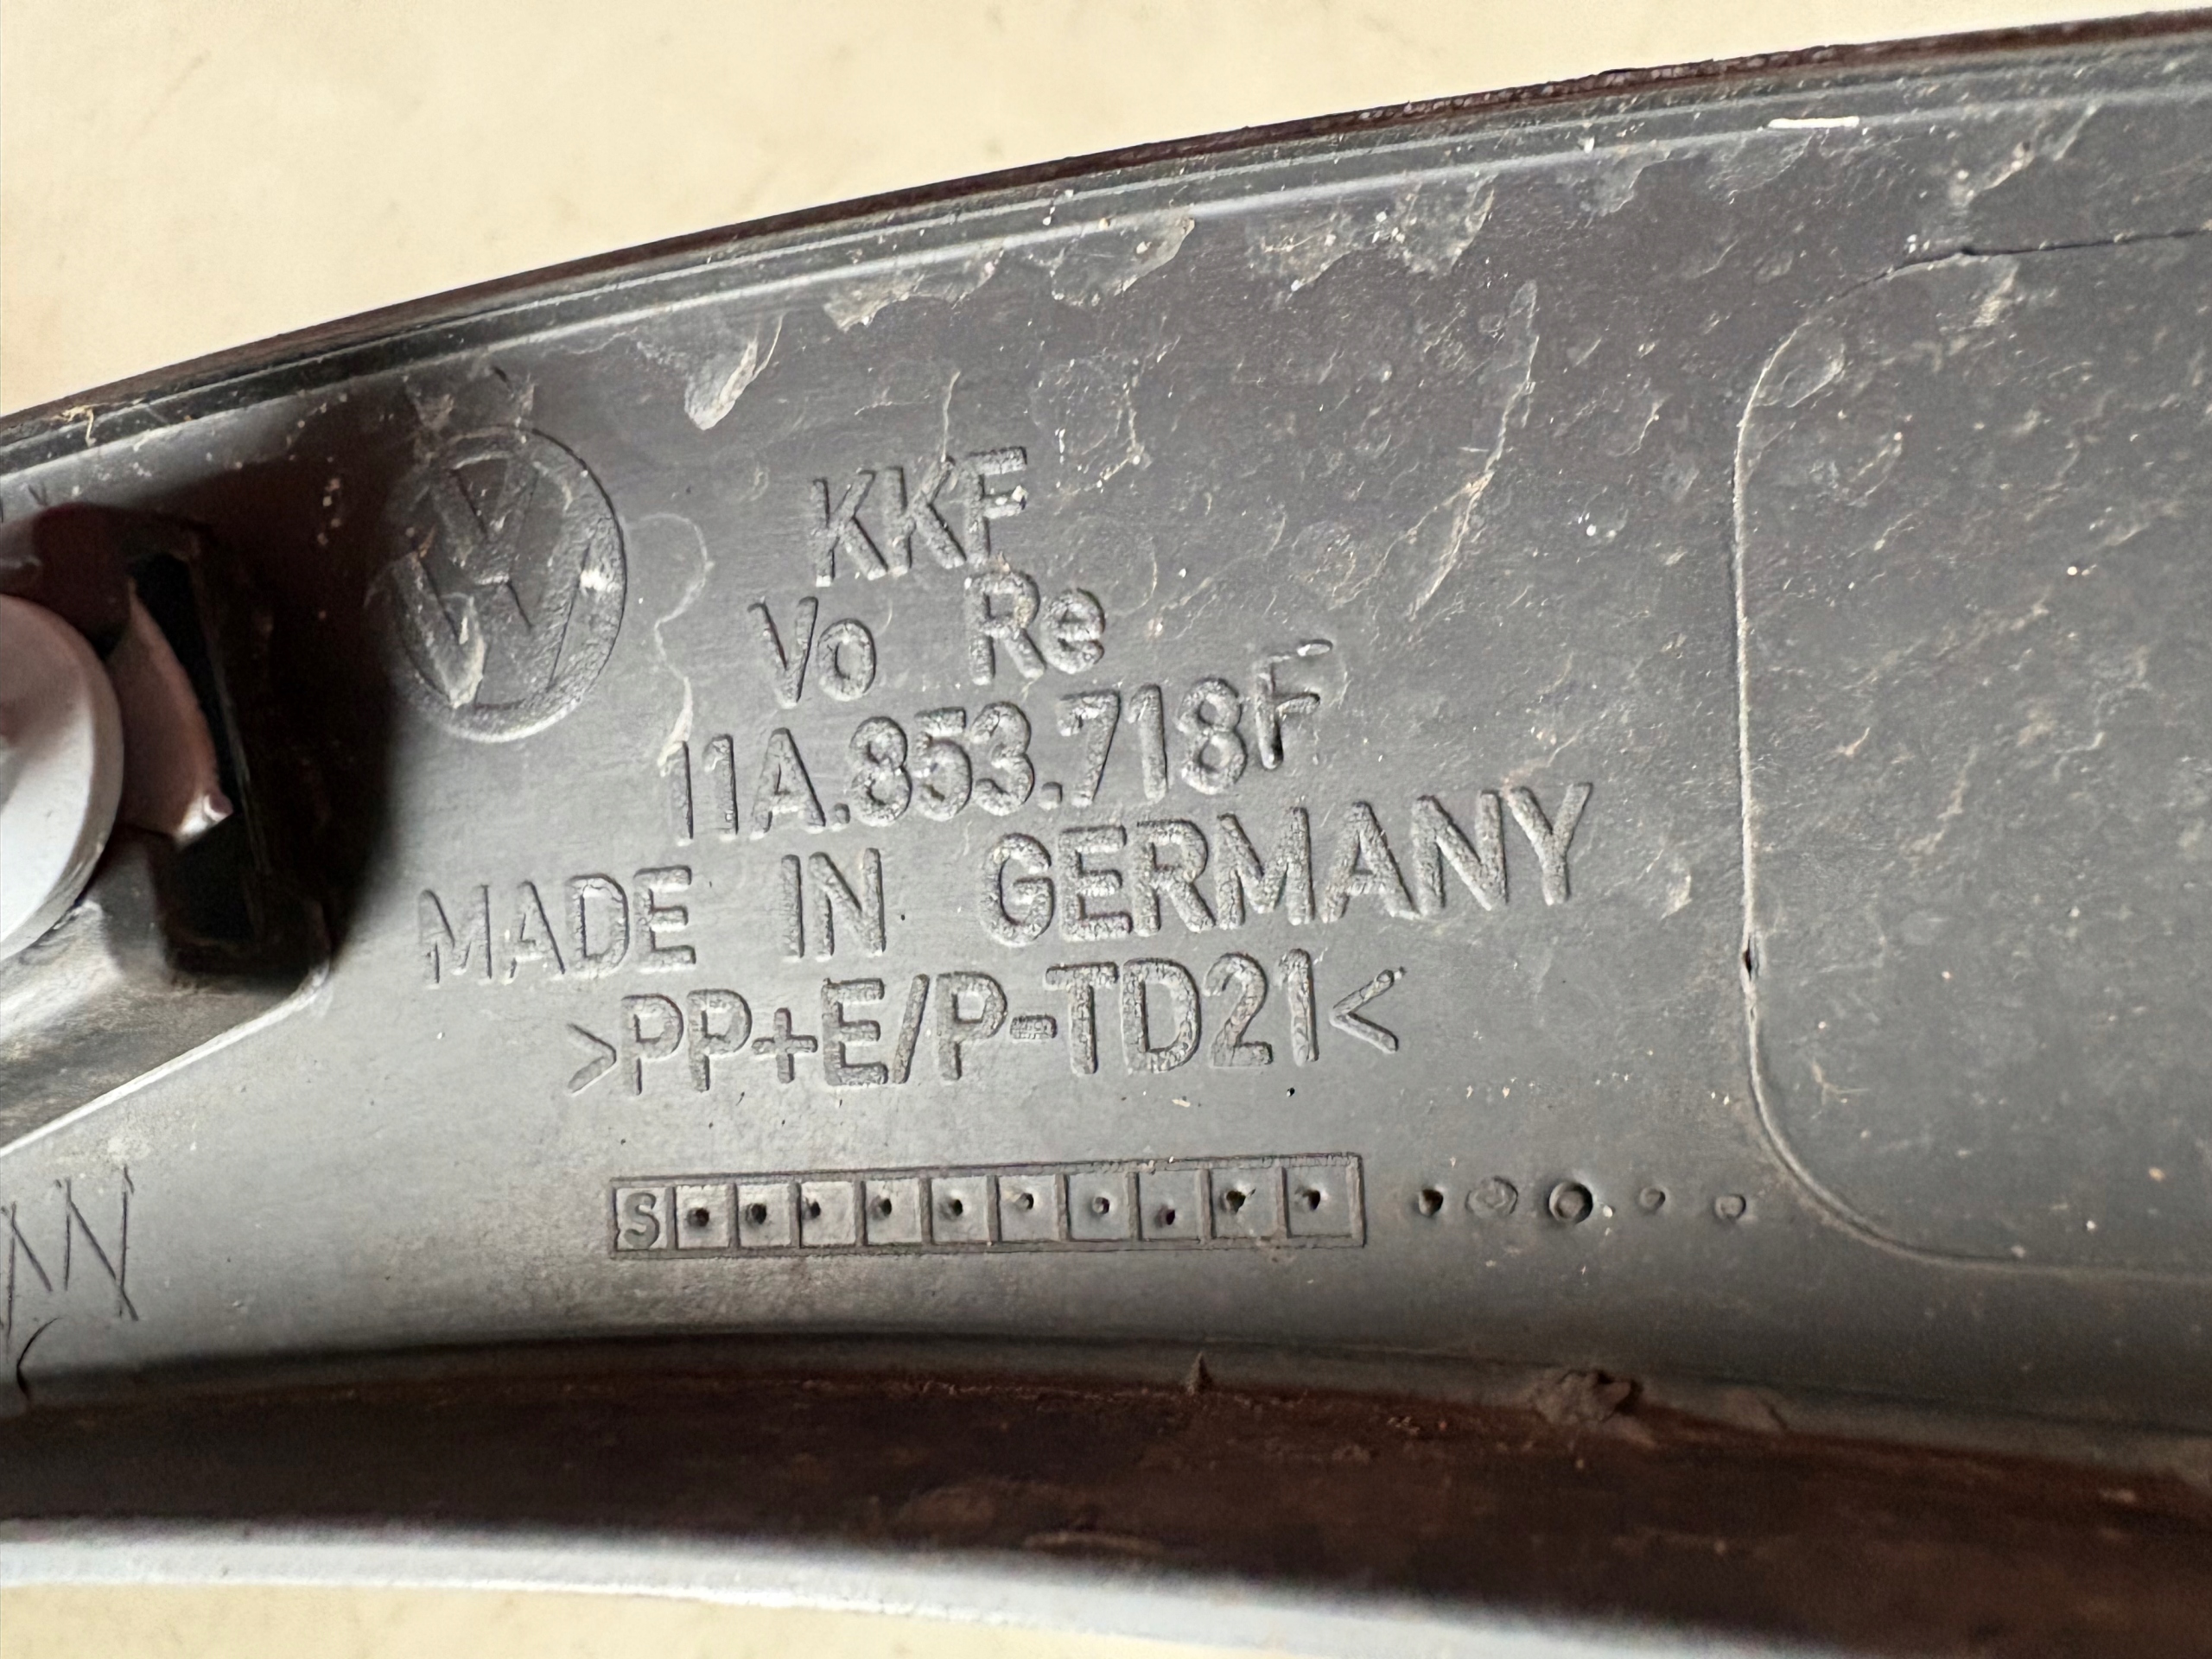 KKF
Vo Re
11A.853.718F
MADE IN GERMANY
>PP+E/P-TD21<
S